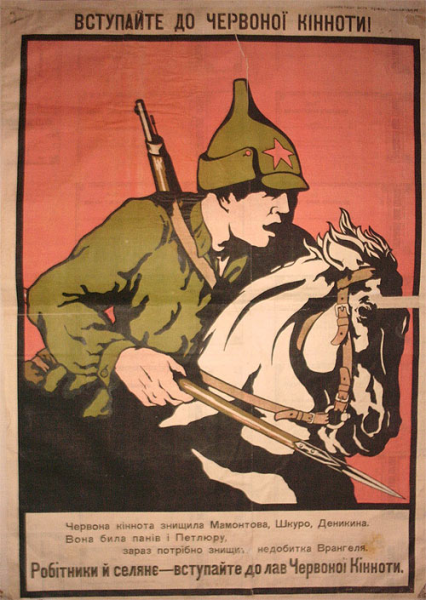 ВСТУПАЙТЕ ДО ЧЕРВОНОЇ КІННОТИ!
Червона кіннота знищила Мамонтова, Шкуро, Деникина.
Вона била панів і Петлюру,
зараз потрібно знищ недобитка Врангеля.
Робітники й селяне—вступайте до лав Червоної Кінноти.